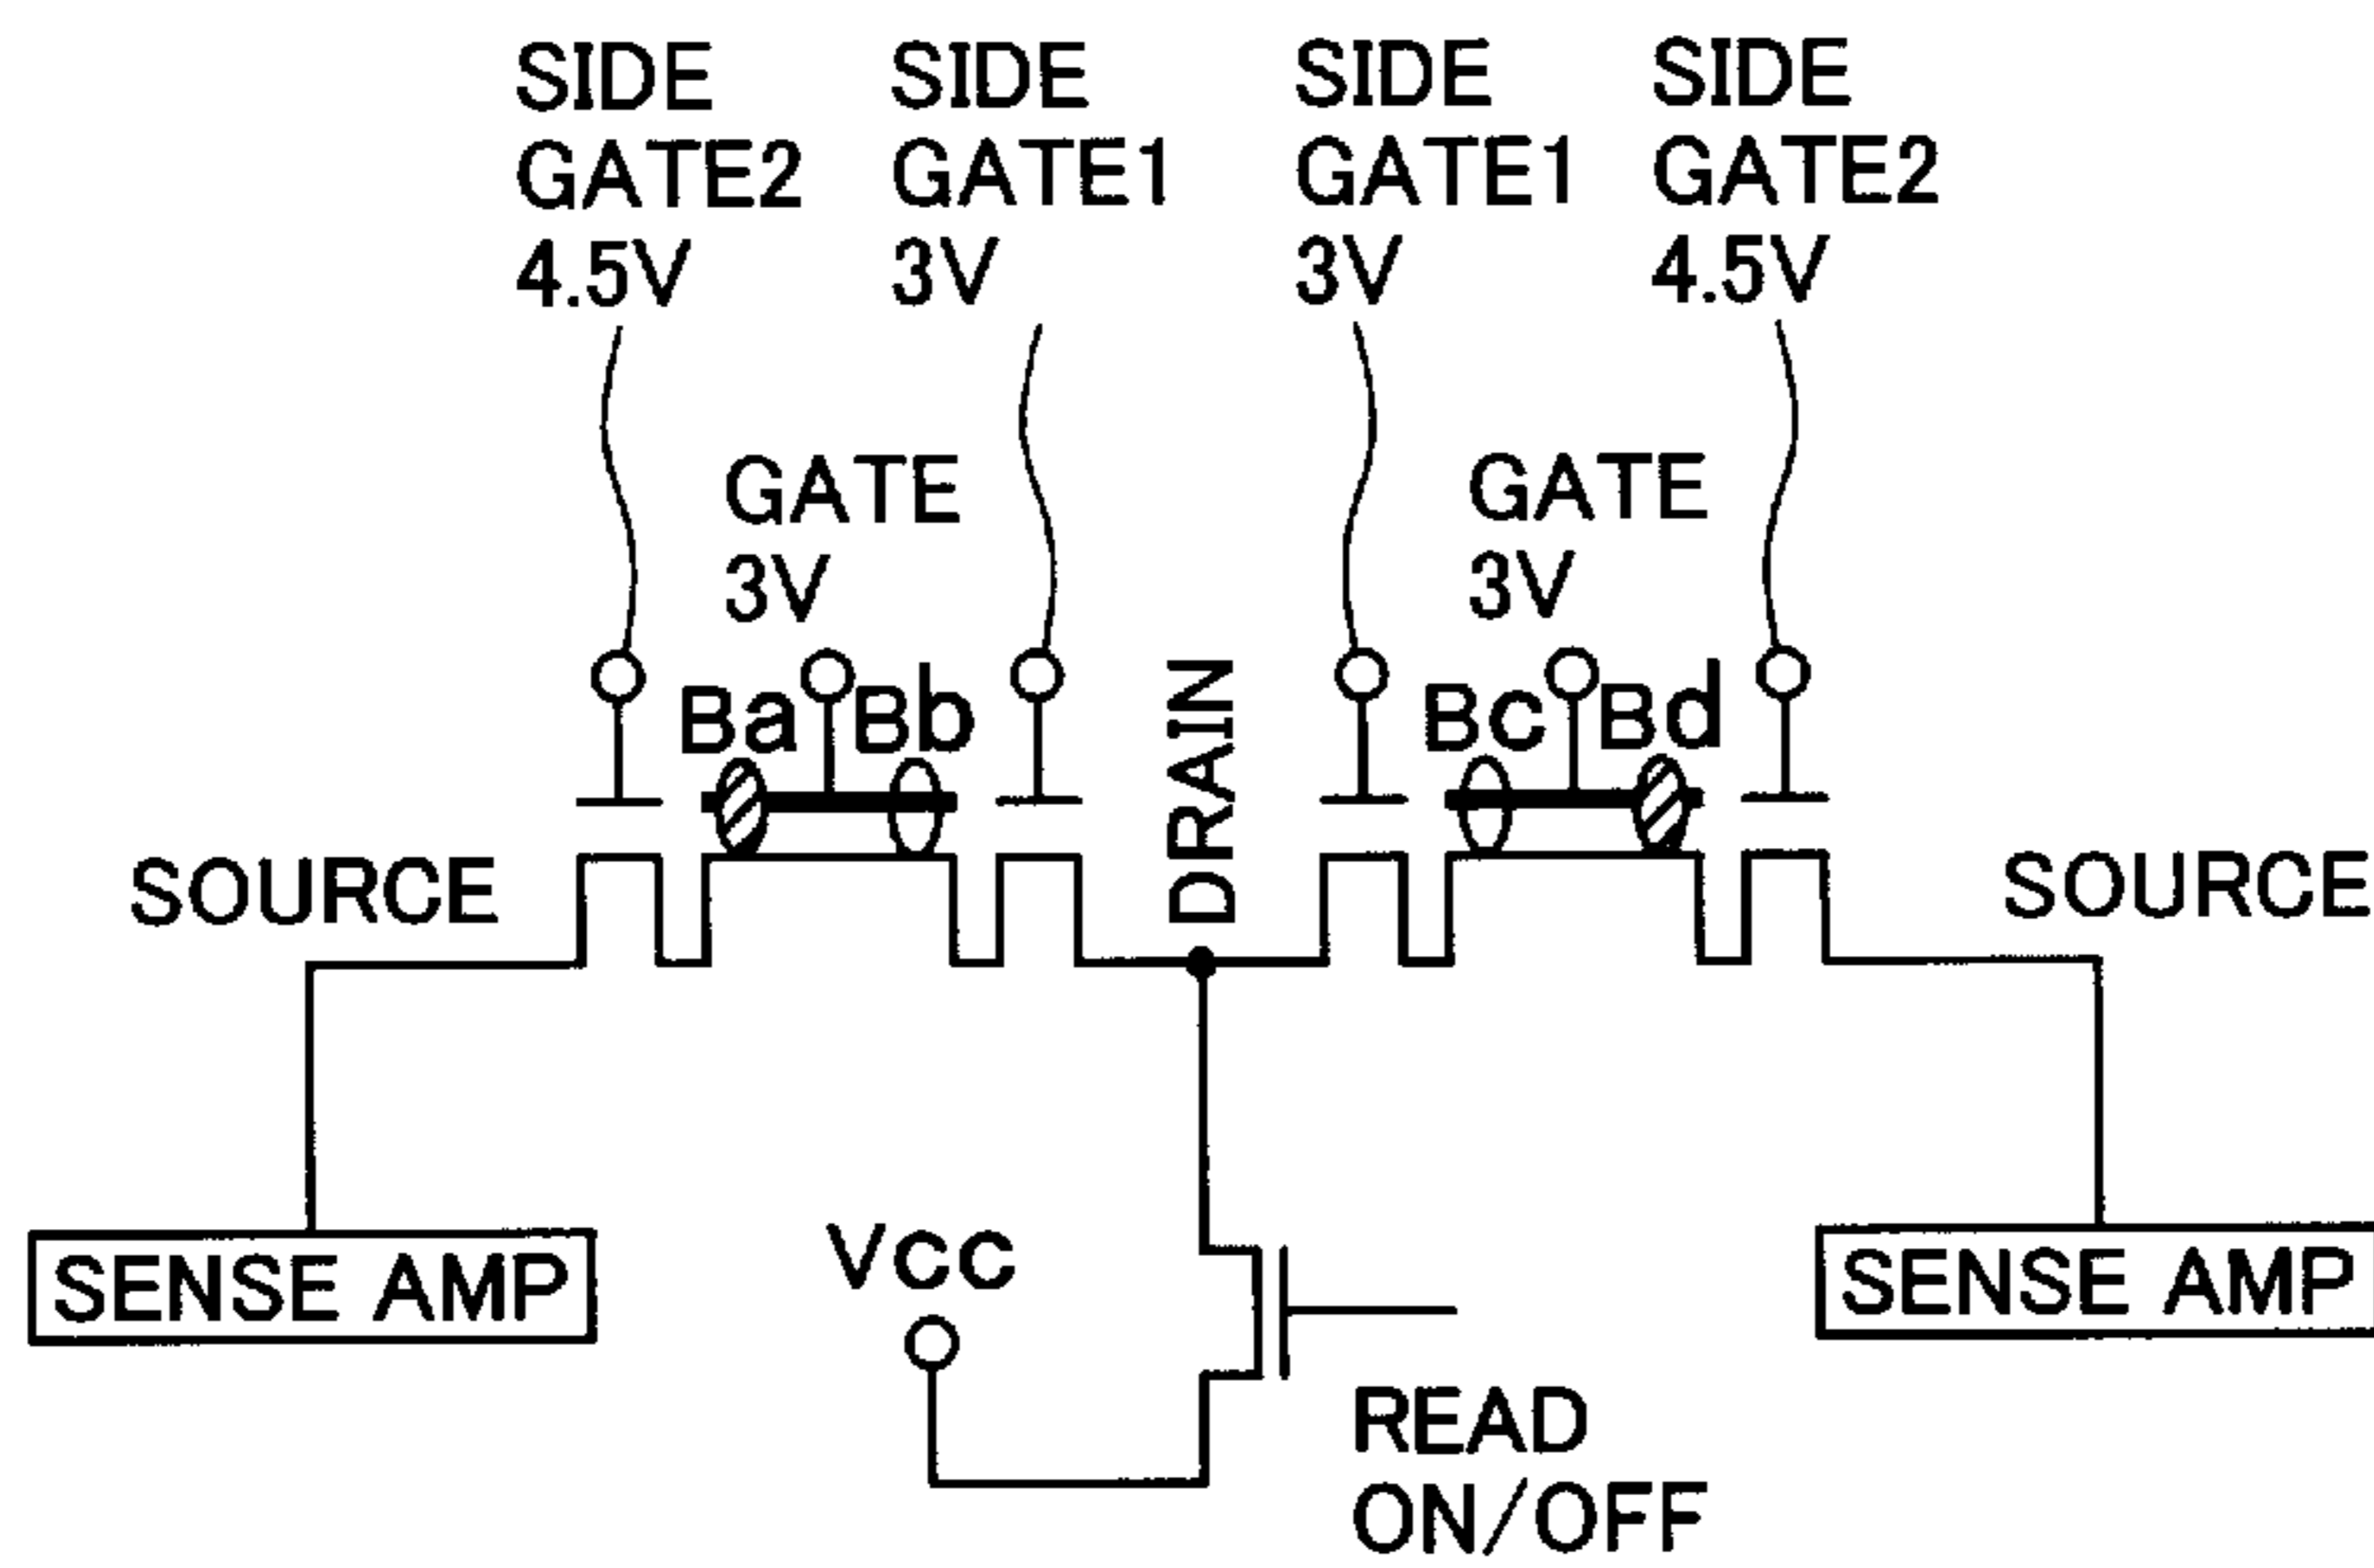 SIDE
GATE2
4.5V
SIDE
GATE1
3V
SIDE
GATE1
3V
SIDE
GATE2
4.5V
GATE
3V
GATE
3V
Ba
Bb
DRAIN
Bc
Bd
SOURCE
SOURCE
SENSE AMP
VCC
SENSE AMP
READ
ON/OFF